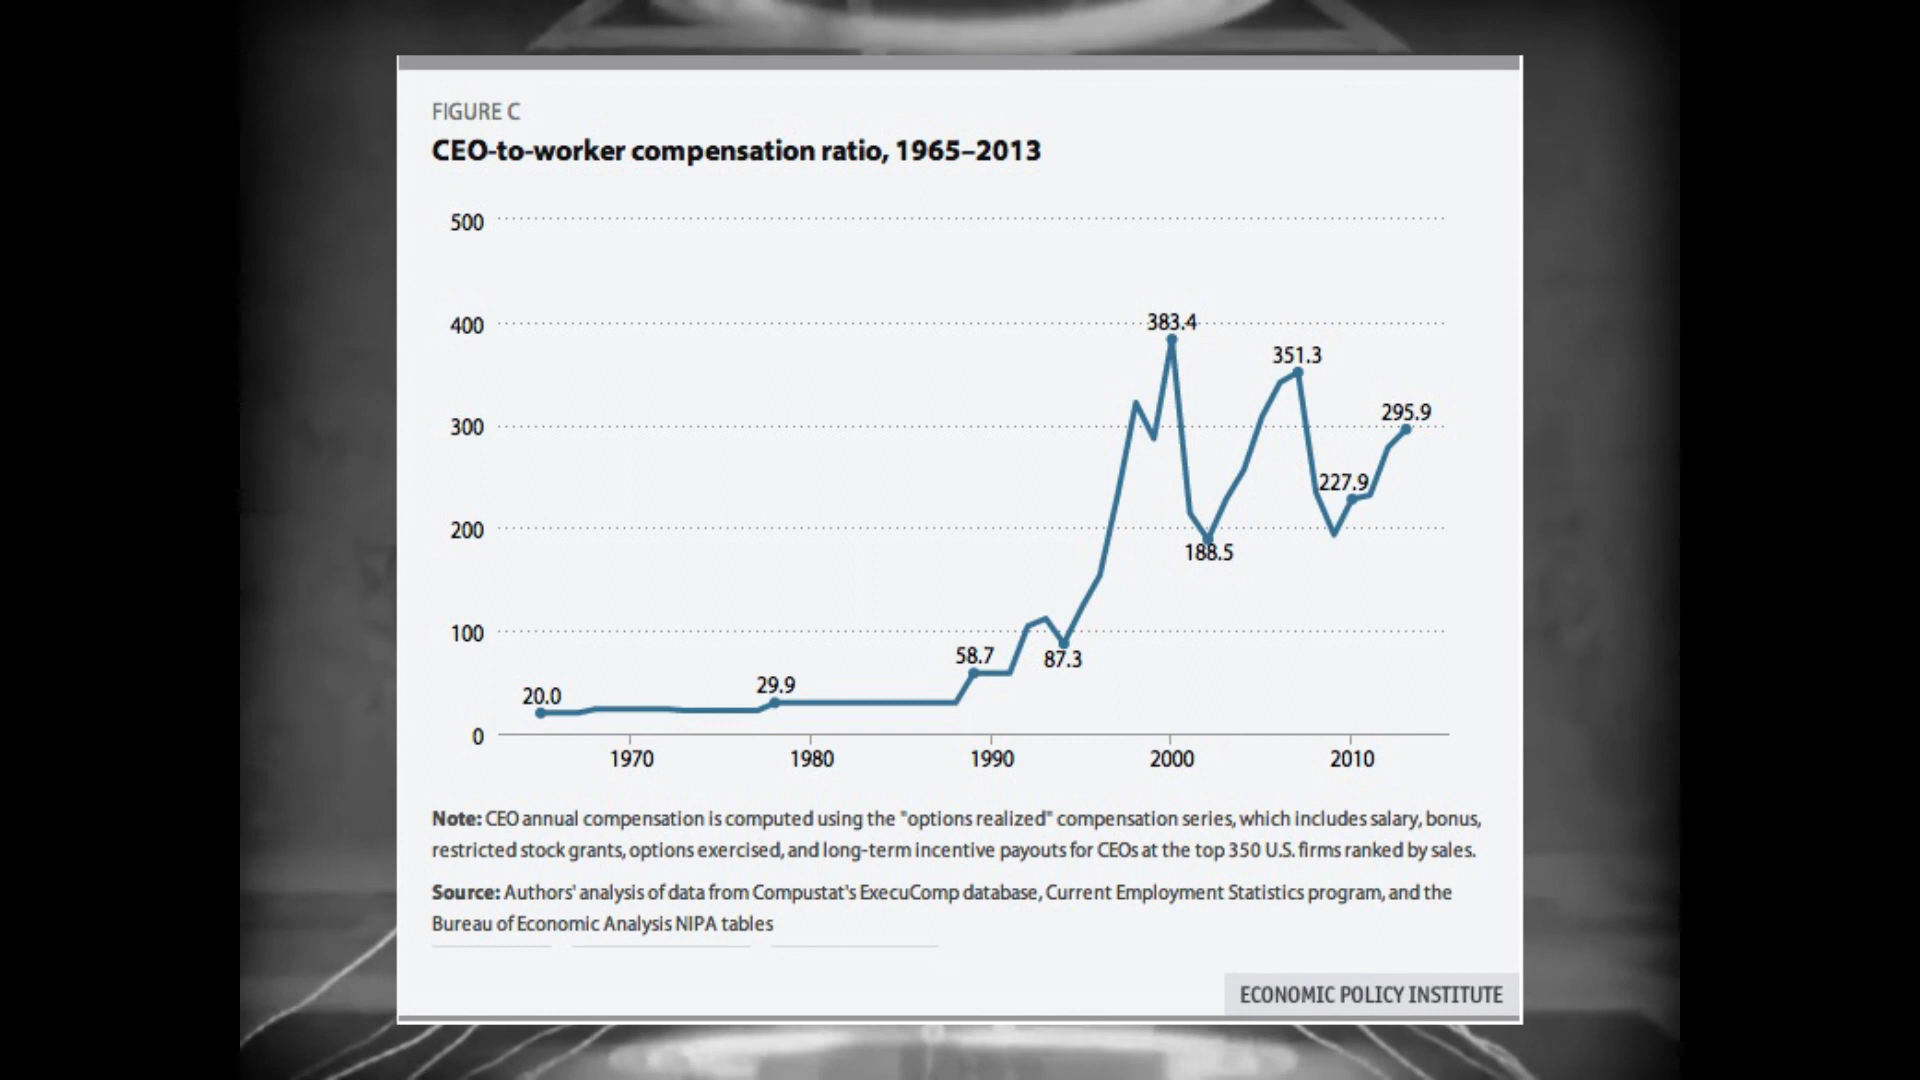 FIGURE C
CEO-to-worker compensation ratio, 1965–2013
500
400
300
200
100
0
20.0
29.9
58.7
87.3
383.4
188.5
351.3
227.9
295.9
1970
1980
1990
2000
2010
Note: CEO annual compensation is computed using the "options realized" compensation series, which includes salary, bonus,
restricted stock grants, options exercised, and long-term incentive payouts for CEOs at the top 350 U.S. firms ranked by sales.
Source: Authors' analysis of data from Compustat's ExecuComp database, Current Employment Statistics program, and the
Bureau of Economic Analysis NIPA tables
ECONOMIC POLICY INSTITUTE